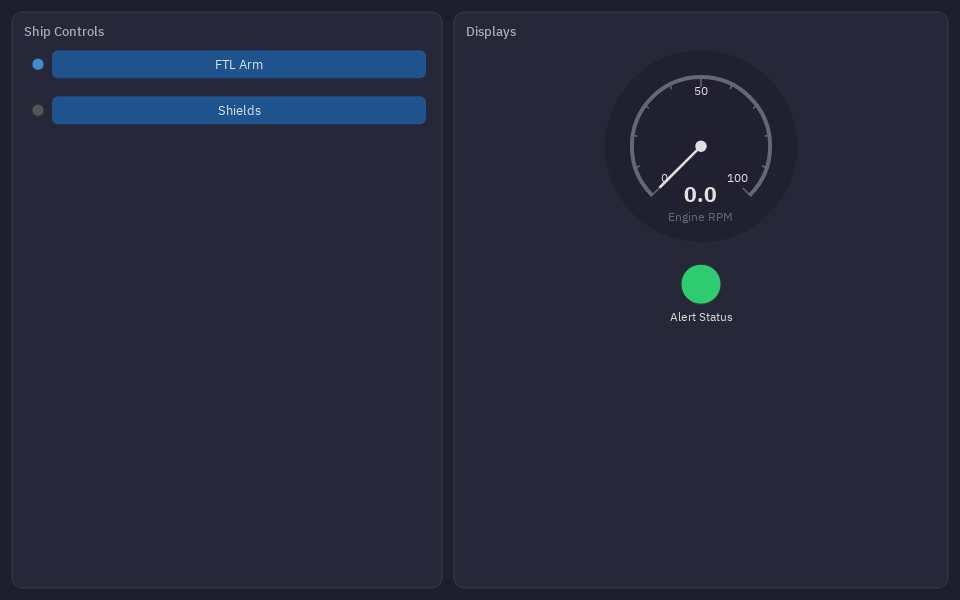 Ship Controls
FTL Arm
Shields
Displays
50
0
100
0.0
Engine RPM
Alert Status